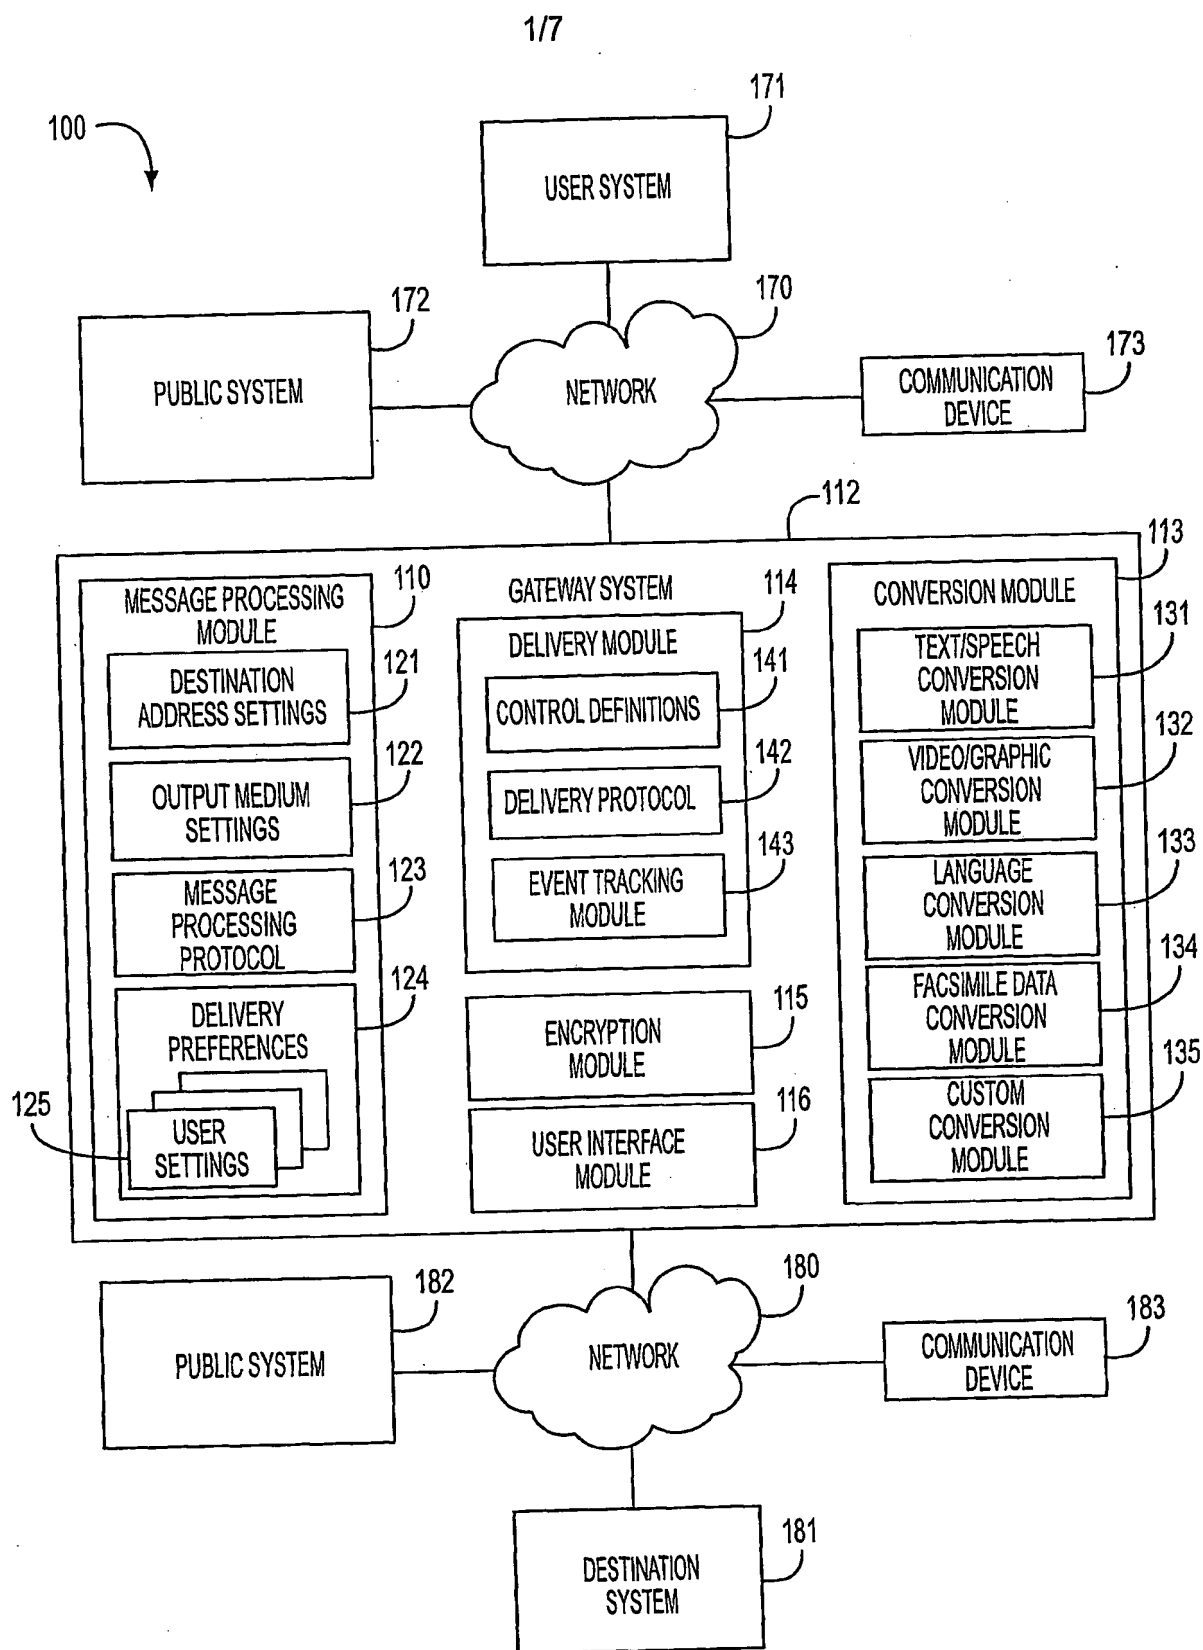 1/7
100
171
USER SYSTEM
172
PUBLIC SYSTEM
170
NETWORK
173
COMMUNICATION
DEVICE
112
GATEWAY SYSTEM
110
MESSAGE PROCESSING
MODULE
121
DESTINATION
ADDRESS SETTINGS
122
OUTPUT MEDIUM
SETTINGS
123
MESSAGE
PROCESSING
PROTOCOL
124
DELIVERY
PREFERENCES
125
USER
SETTINGS
114
DELIVERY MODULE
141
CONTROL DEFINITIONS
142
DELIVERY PROTOCOL
143
EVENT TRACKING
MODULE
115
ENCRYPTION
MODULE
116
USER INTERFACE
MODULE
113
CONVERSION MODULE
131
TEXT/SPEECH
CONVERSION
MODULE
132
VIDEO/GRAPHIC
CONVERSION
MODULE
133
LANGUAGE
CONVERSION
MODULE
134
FACSIMILE DATA
CONVERSION
MODULE
135
CUSTOM
CONVERSION
MODULE
182
PUBLIC SYSTEM
180
NETWORK
183
COMMUNICATION
DEVICE
181
DESTINATION
SYSTEM